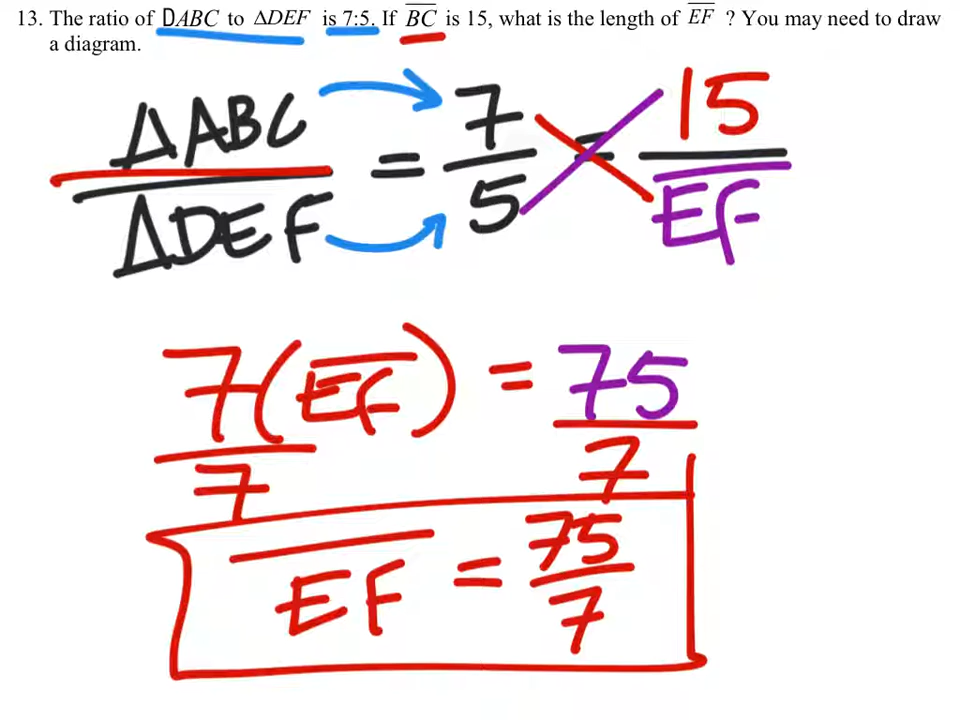 13. The ratio of DABC to ΔDEF is 7:5. If BC is 15, what is the length of EF ? You may need to draw
a diagram.
ΔABC / ΔDEF = 7/5 = 15/EF
7(EF)/7 = 75/7
EF = 75/7